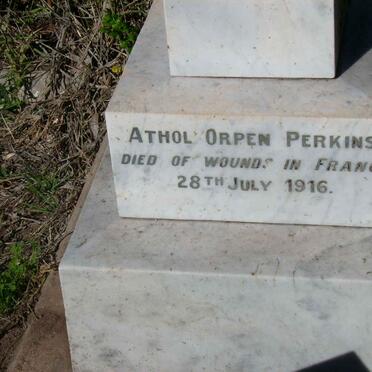 Athol Orpen Perkins
died of wounds in Franc
28th July 1916.